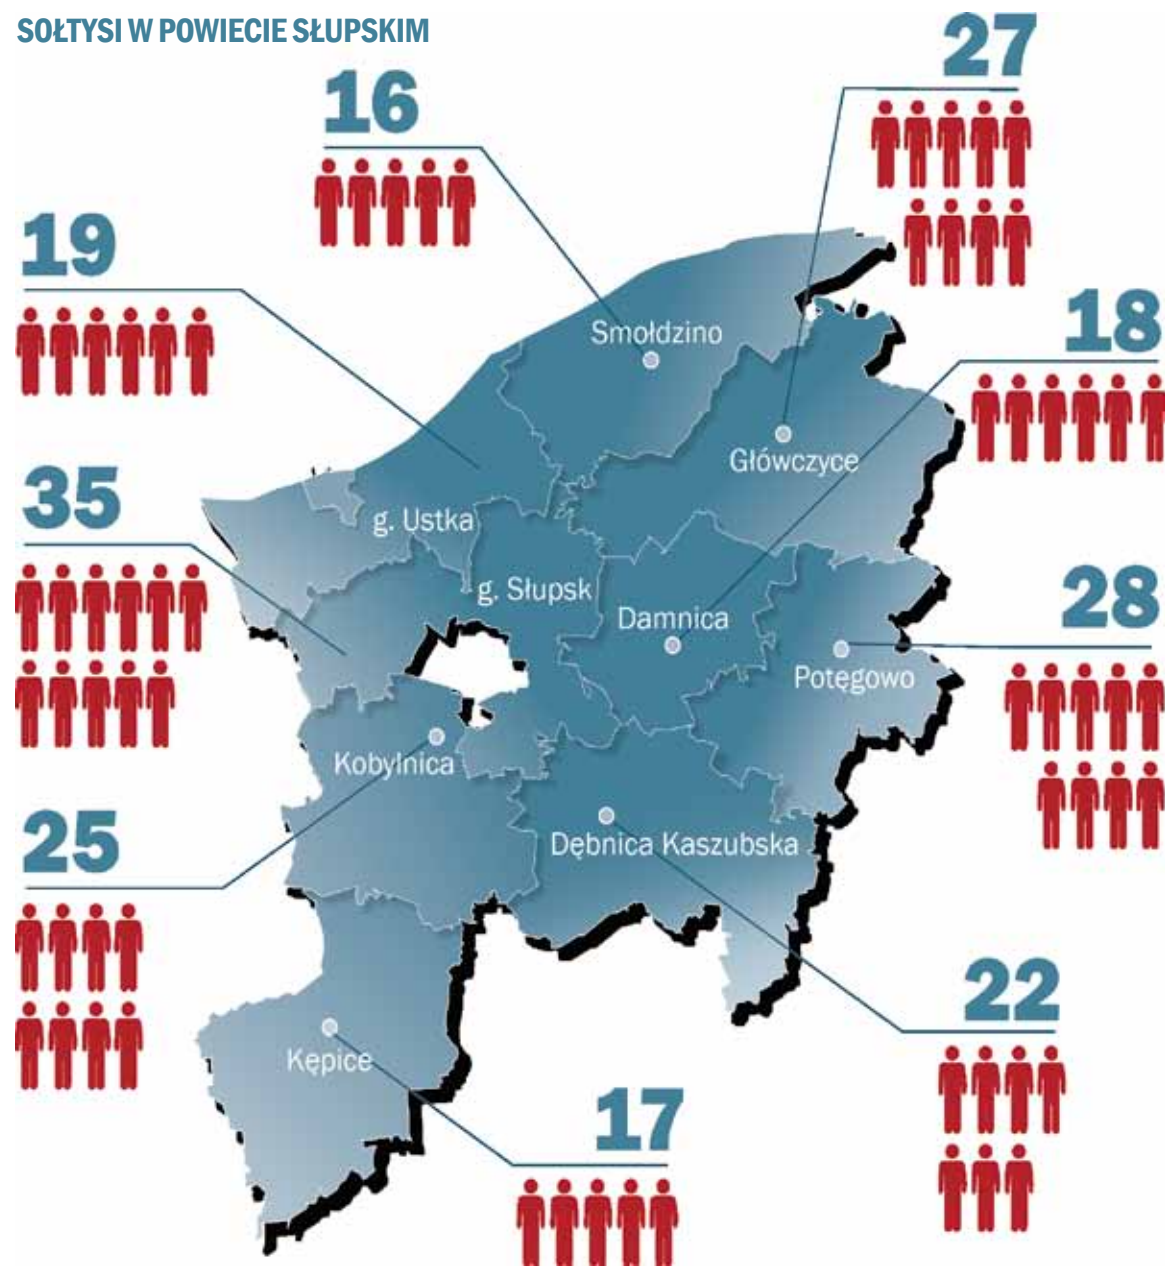 SOŁTYSI W POWIECIE SŁUPSKIM
27
16
19
18
Smołdzino
Główczyce
35
g. Ustka
g. Słupsk
Damnica
28
Potęgowo
Kobylnica
25
Dębnica Kaszubska
22
Kępice
17